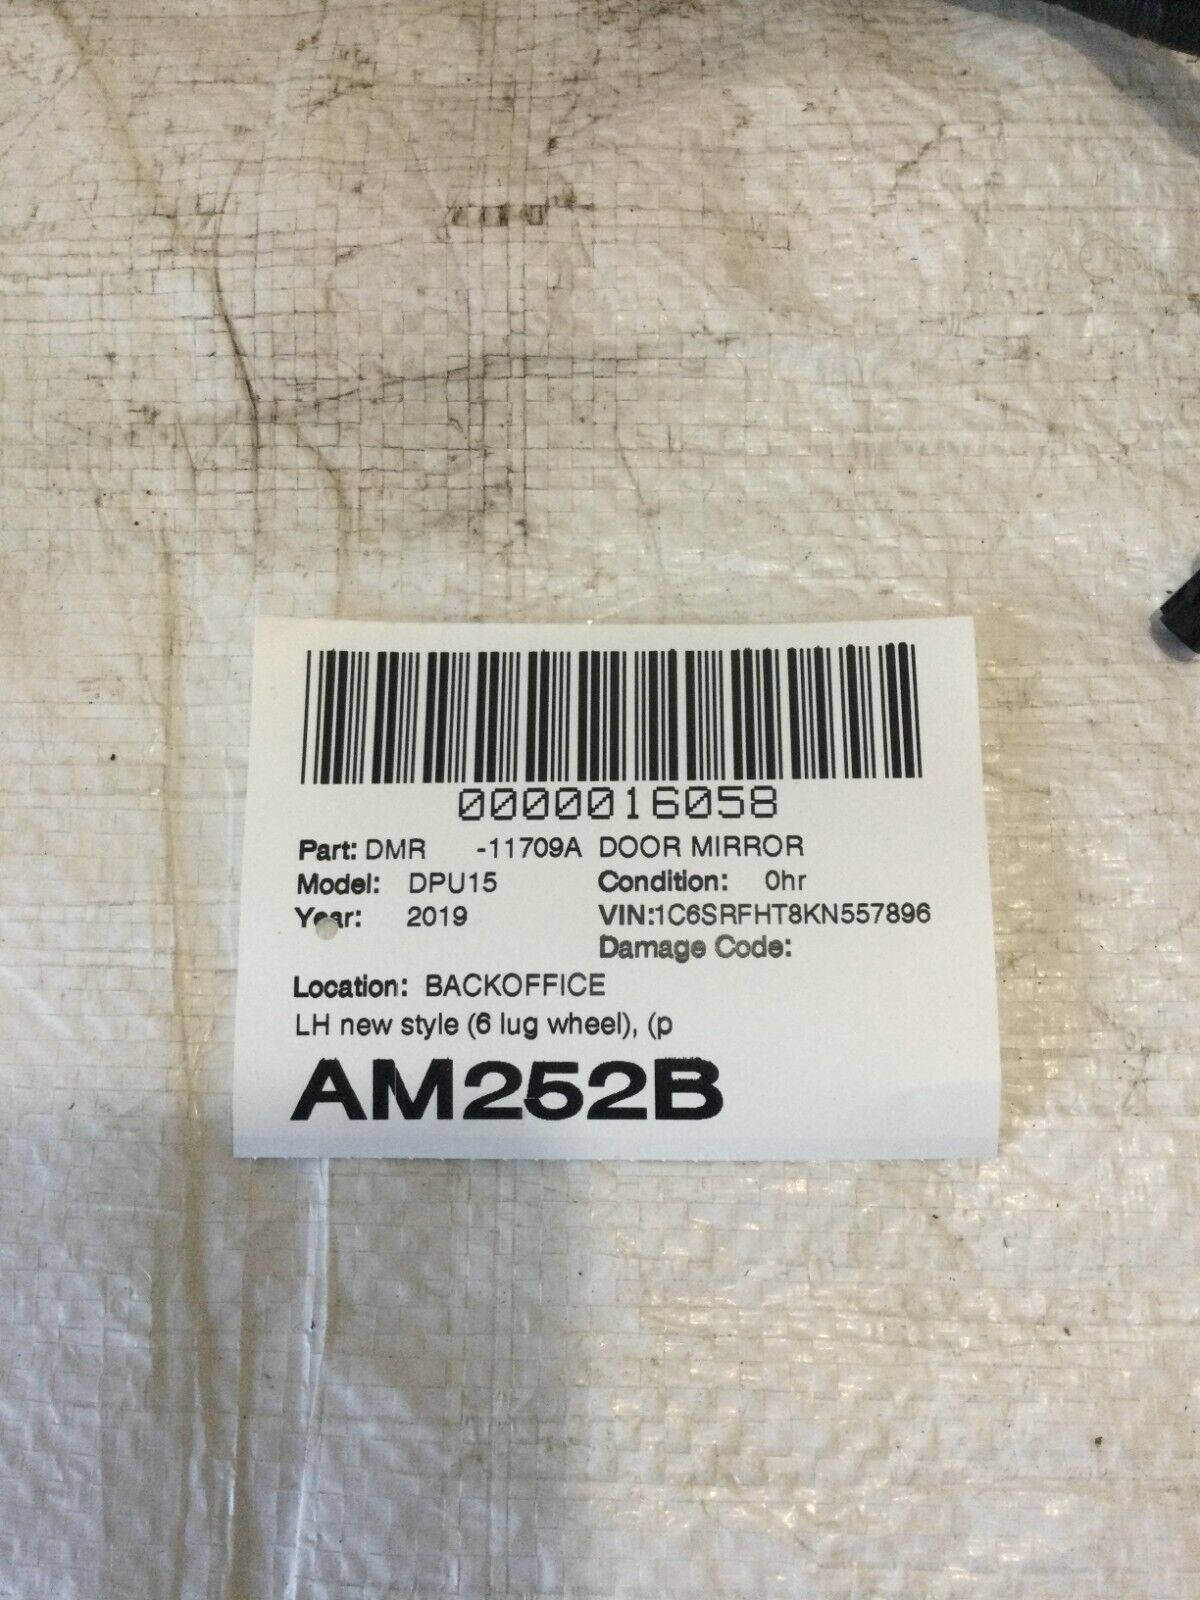 0000016058
Part: DMR -11709A DOOR MIRROR
Model: DPU15 Condition: 0hr
Year: 2019 VIN:1C6SRFHT8KN557896
Damage Code:
Location: BACKOFFICE
LH new style (6 lug wheel), (p
AM252B